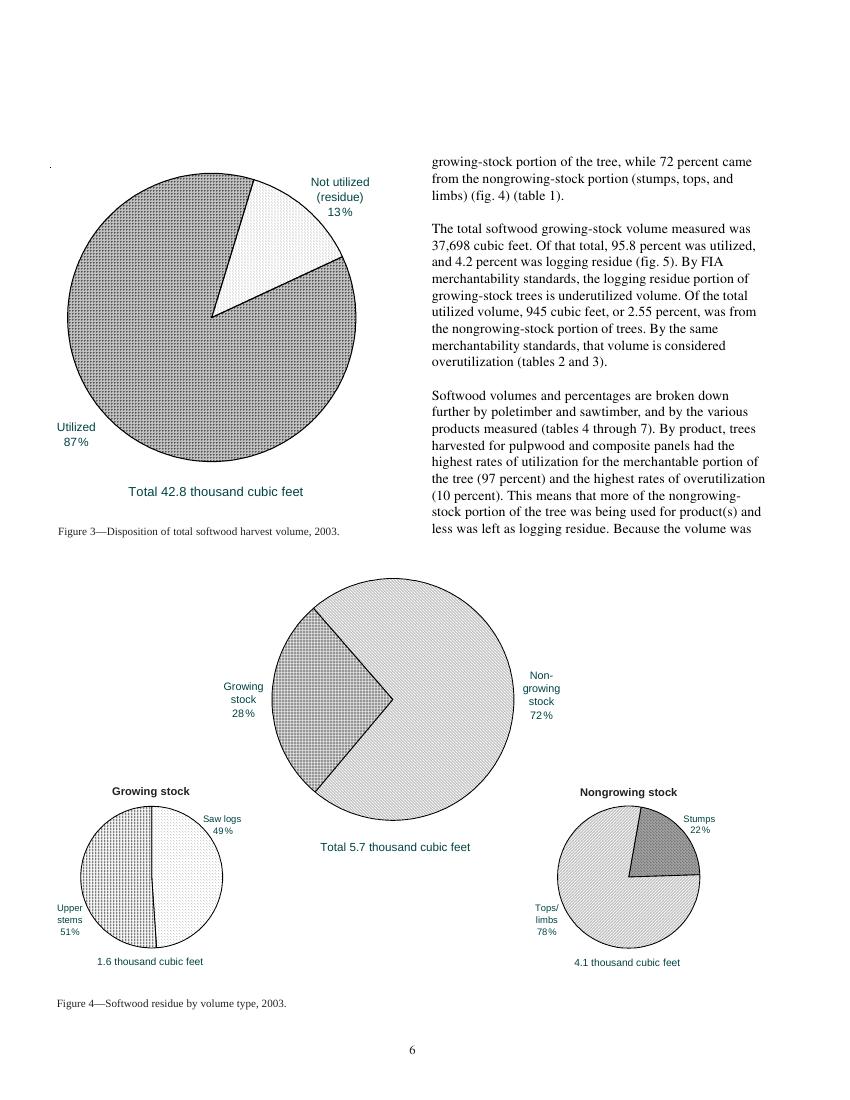 Not utilized
(residue)
13%
Utilized
87%
Total 42.8 thousand cubic feet
Figure 3—Disposition of total softwood harvest volume, 2003.
growing-stock portion of the tree, while 72 percent came
from the nongrowing-stock portion (stumps, tops, and
limbs) (fig. 4) (table 1).
The total softwood growing-stock volume measured was
37,698 cubic feet. Of that total, 95.8 percent was utilized,
and 4.2 percent was logging residue (fig. 5). By FIA
merchantability standards, the logging residue portion of
growing-stock trees is underutilized volume. Of the total
utilized volume, 945 cubic feet, or 2.55 percent, was from
the nongrowing-stock portion of trees. By the same
merchantability standards, that volume is considered
overutilization (tables 2 and 3).
Softwood volumes and percentages are broken down
further by poletimber and sawtimber, and by the various
products measured (tables 4 through 7). By product, trees
harvested for pulpwood and composite panels had the
highest rates of utilization for the merchantable portion of
the tree (97 percent) and the highest rates of overutilization
(10 percent). This means that more of the nongrowing-
stock portion of the tree was being used for product(s) and
less was left as logging residue. Because the volume was
Growing
stock
28%
Non-
growing
stock
72%
Total 5.7 thousand cubic feet
Growing stock
Saw logs
49%
Upper
stems
51%
1.6 thousand cubic feet
Nongrowing stock
Stumps
22%
Tops/
limbs
78%
4.1 thousand cubic feet
Figure 4—Softwood residue by volume type, 2003.
6